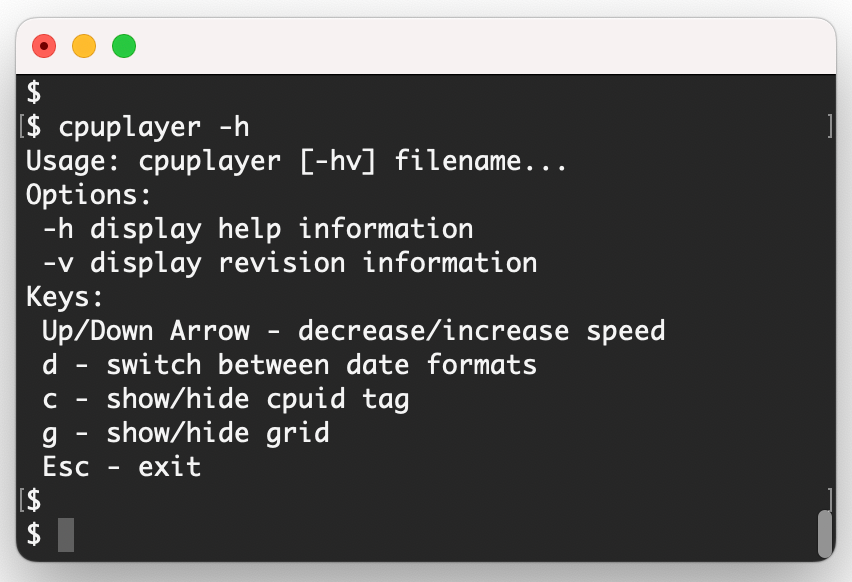 $
[$ cpuplayer -h ]
Usage: cpuplayer [-hv] filename...
Options:
 -h display help information
 -v display revision information
Keys:
 Up/Down Arrow - decrease/increase speed
 d - switch between date formats
 c - show/hide cpuid tag
 g - show/hide grid
 Esc - exit
[$ ]
$